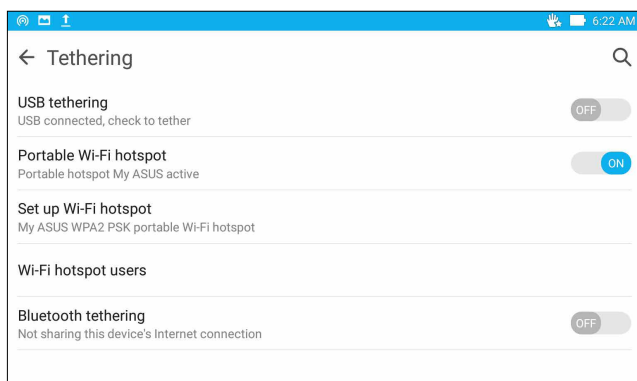 6:22 AM
Tethering
USB tethering
USB connected, check to tether
OFF
Portable Wi-Fi hotspot
Portable hotspot My ASUS active
ON
Set up Wi-Fi hotspot
My ASUS WPA2 PSK portable Wi-Fi hotspot
Wi-Fi hotspot users
Bluetooth tethering
Not sharing this device's Internet connection
OFF